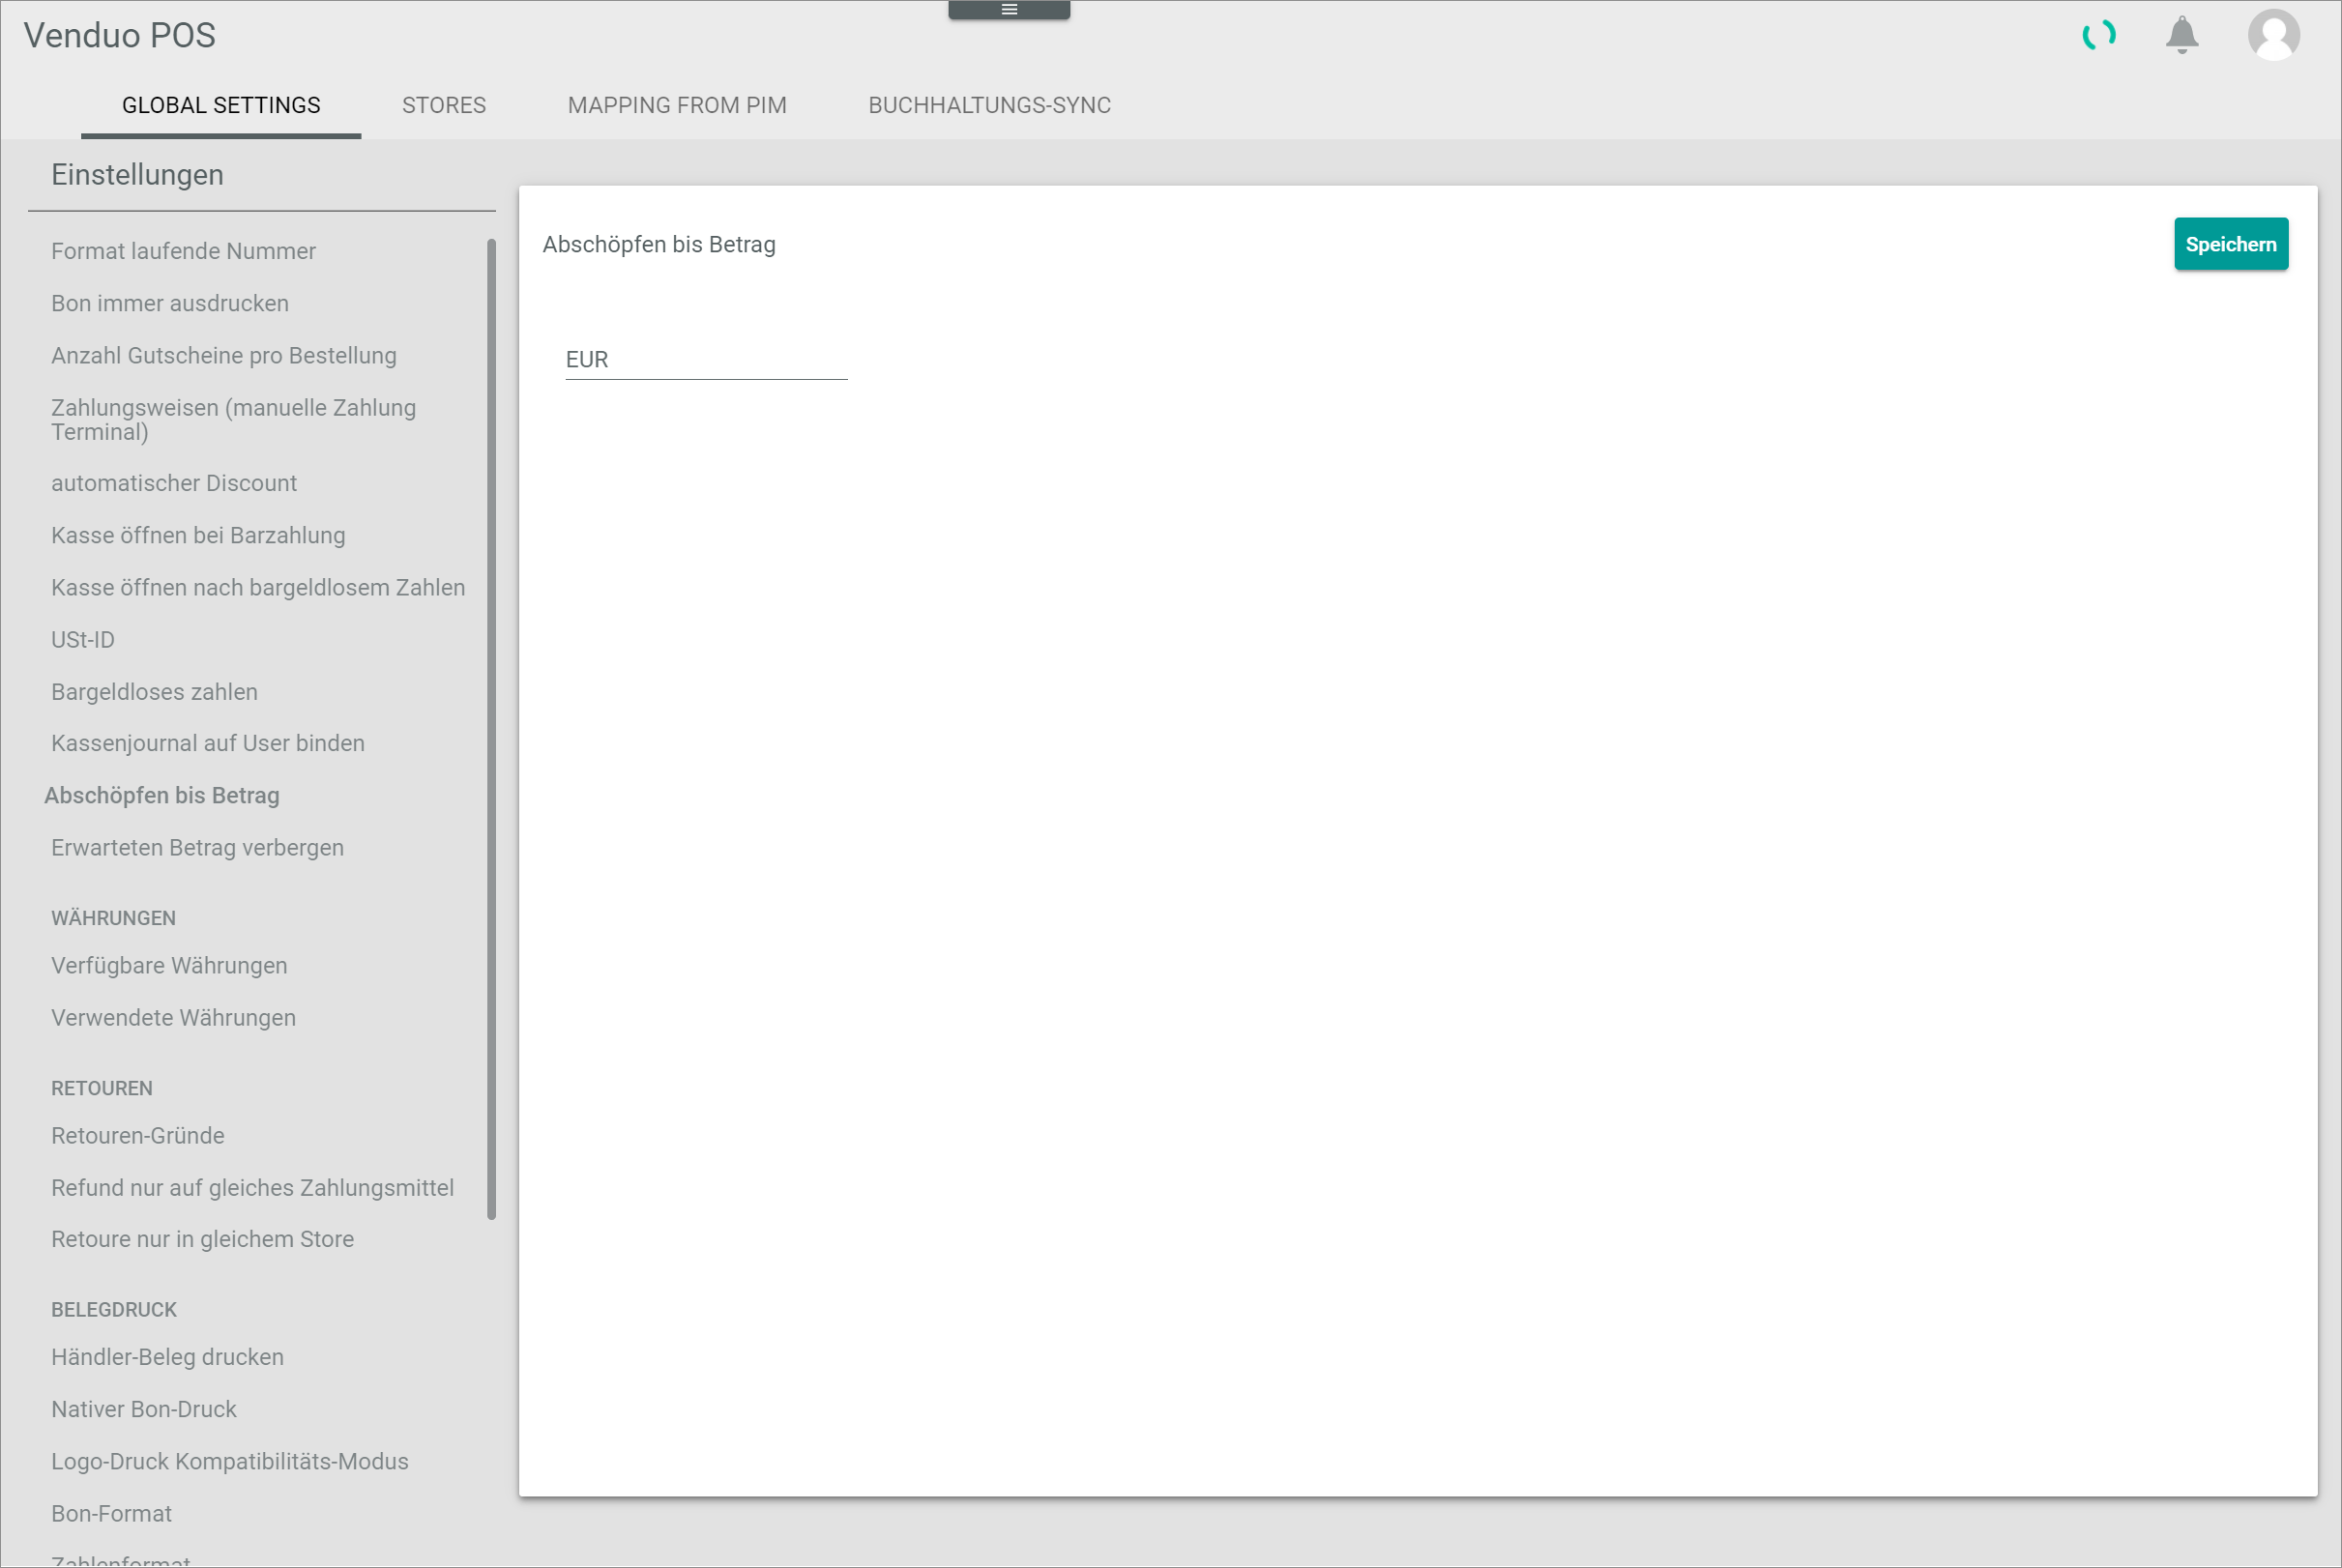 Venduo POS
GLOBAL SETTINGS
STORES
MAPPING FROM PIM
BUCHHALTUNGS-SYNC
Einstellungen
Format laufende Nummer
Bon immer ausdrucken
Anzahl Gutscheine pro Bestellung
Zahlungsweisen (manuelle Zahlung
Terminal)
automatischer Discount
Kasse öffnen bei Barzahlung
Kasse öffnen nach bargeldlosem Zahlen
USt-ID
Bargeldloses zahlen
Kassenjournal auf User binden
Abschöpfen bis Betrag
Erwarteten Betrag verbergen
WÄHRUNGEN
Verfügbare Währungen
Verwendete Währungen
RETOUREN
Retouren-Gründe
Refund nur auf gleiches Zahlungsmittel
Retoure nur in gleichem Store
BELEGDRUCK
Händler-Beleg drucken
Nativer Bon-Druck
Logo-Druck Kompatibilitäts-Modus
Bon-Format
Zahlenformat
Abschöpfen bis Betrag
Speichern
EUR